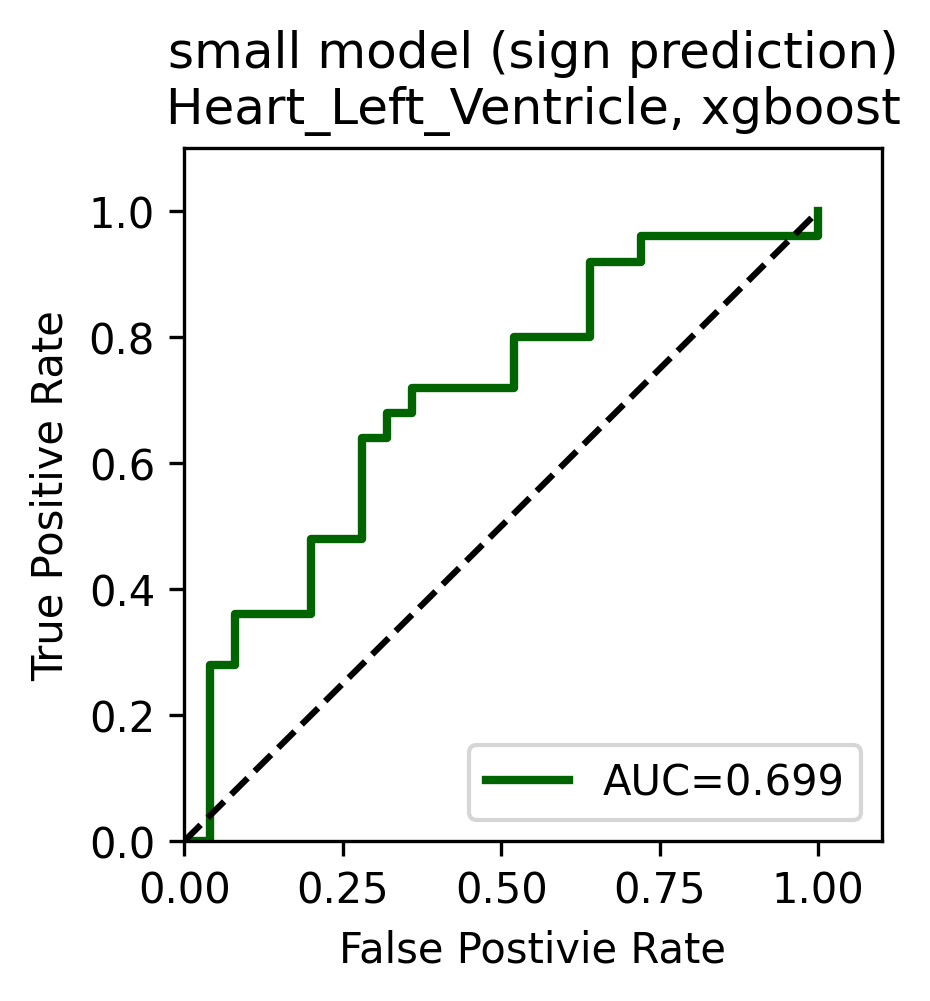 small model (sign prediction)
Heart_Left_Ventricle, xgboost
True Positive Rate
1.0
0.8
0.6
0.4
0.2
0.0
AUC=0.699
0.00 0.25 0.50 0.75 1.00
False Postivie Rate